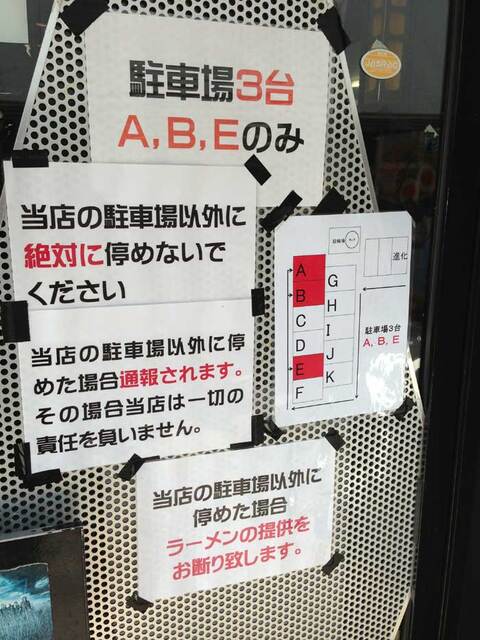 駐車場3台
A,B,Eのみ
JASRAC
当店の駐車場以外に
絶対に停めないで
ください
当店の駐車場以外に停
めた場合通報されます。
その場合当店は一切の
責任を負いません。
進化
A
B
C
D
E
F
G
H
I
J
K
駐車場3台
A, B, E
当店の駐車場以外に
停めた場合
ラーメンの提供を
お断り致します。